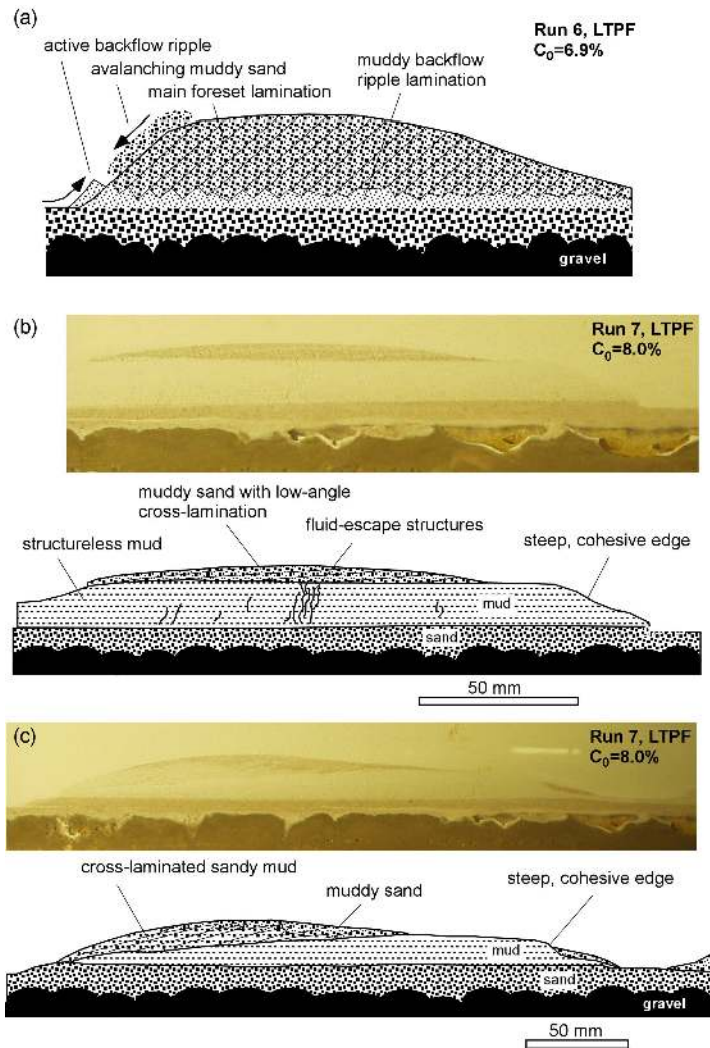 (a)
Run 6, LTPF
C₀=6.9%
active backflow ripple
avalanching muddy sand
main foreset lamination
muddy backflow
ripple lamination
gravel
(b)
Run 7, LTPF
C₀=8.0%
muddy sand with low-angle
cross-lamination
fluid-escape structures
structureless mud
steep, cohesive edge
mud
sand
50 mm
(c)
Run 7, LTPF
C₀=8.0%
cross-laminated sandy mud
muddy sand
steep, cohesive edge
mud
sand
gravel
50 mm